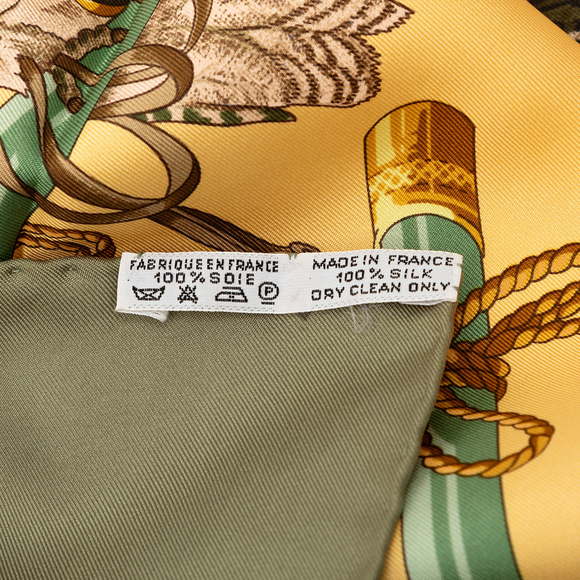 FABRIQUE EN FRANCE
100% SOIE
P
MADE IN FRANCE
100% SILK
DRY CLEAN ONLY